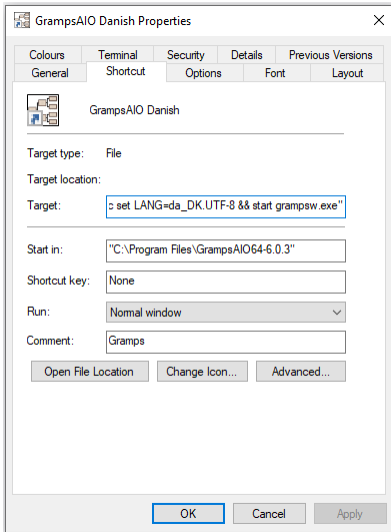 GrampsAIO Danish Properties
Colours Terminal Security Details Previous Versions
General Shortcut Options Font Layout
GrampsAIO Danish
Target type: File
Target location:
Target: c set LANG=da_DK.UTF-8 && start grampsw.exe"
Start in: "C:\Program Files\GrampsAIO64-6.0.3"
Shortcut key: None
Run: Normal window
Comment: Gramps
Open File Location Change Icon... Advanced...
OK Cancel Apply